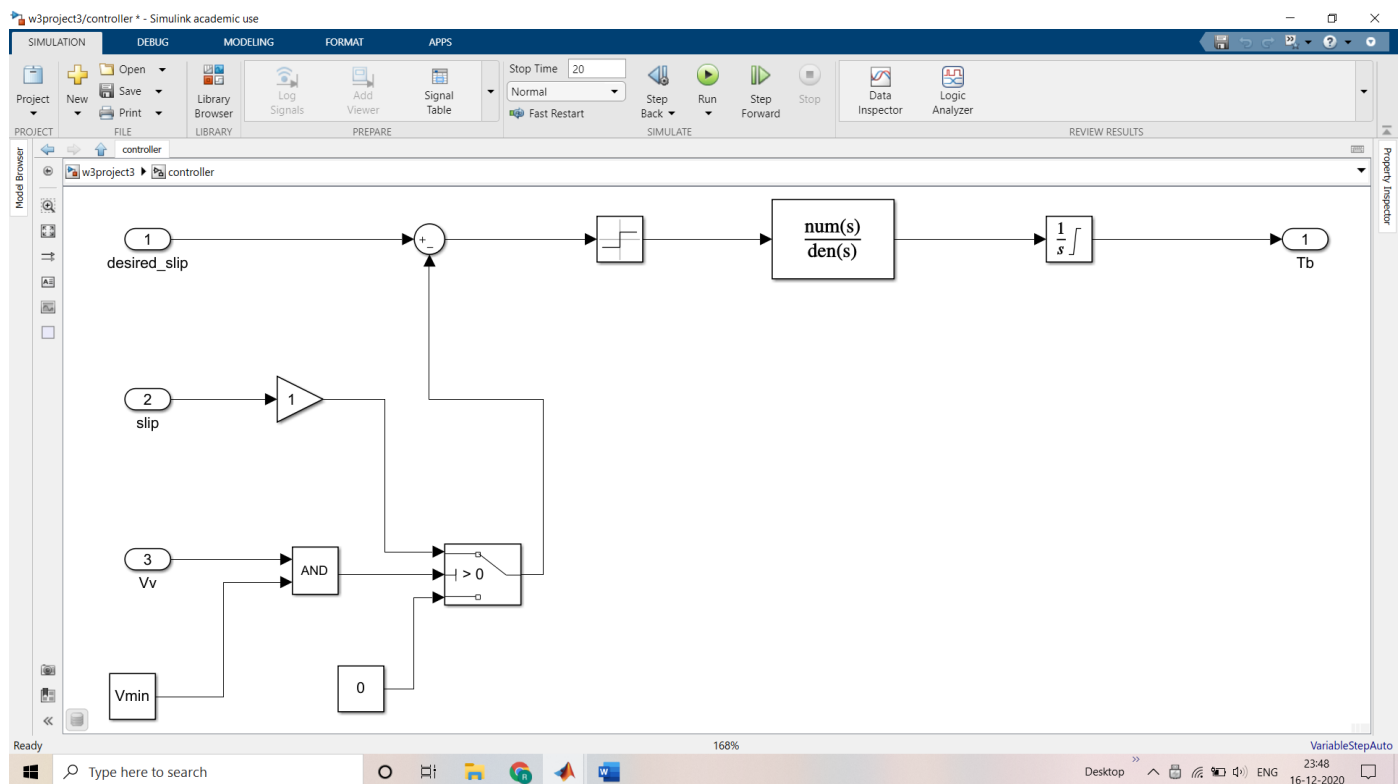 w3project3/controller * - Simulink academic use
SIMULATION DEBUG MODELING FORMAT APPS
Project
New
Open
Save
Print
Library
Browser
Log
Signals
Add
Viewer
Signal
Table
Stop Time 20
Normal
Fast Restart
Step
Back
Run
Step
Forward
Stop
Data
Inspector
Logic
Analyzer
PROJECT FILE LIBRARY PREPARE SIMULATE REVIEW RESULTS
controller
w3project3 controller
Model Browser
Property Inspector
1
desired_slip
+
-
num(s)
den(s)
1
s
1
Tb
2
slip
1
3
Vv
AND
> 0
Vmin
0
Ready 168% VariableStepAuto
Type here to search
Desktop
ENG
23:48
16-12-2020